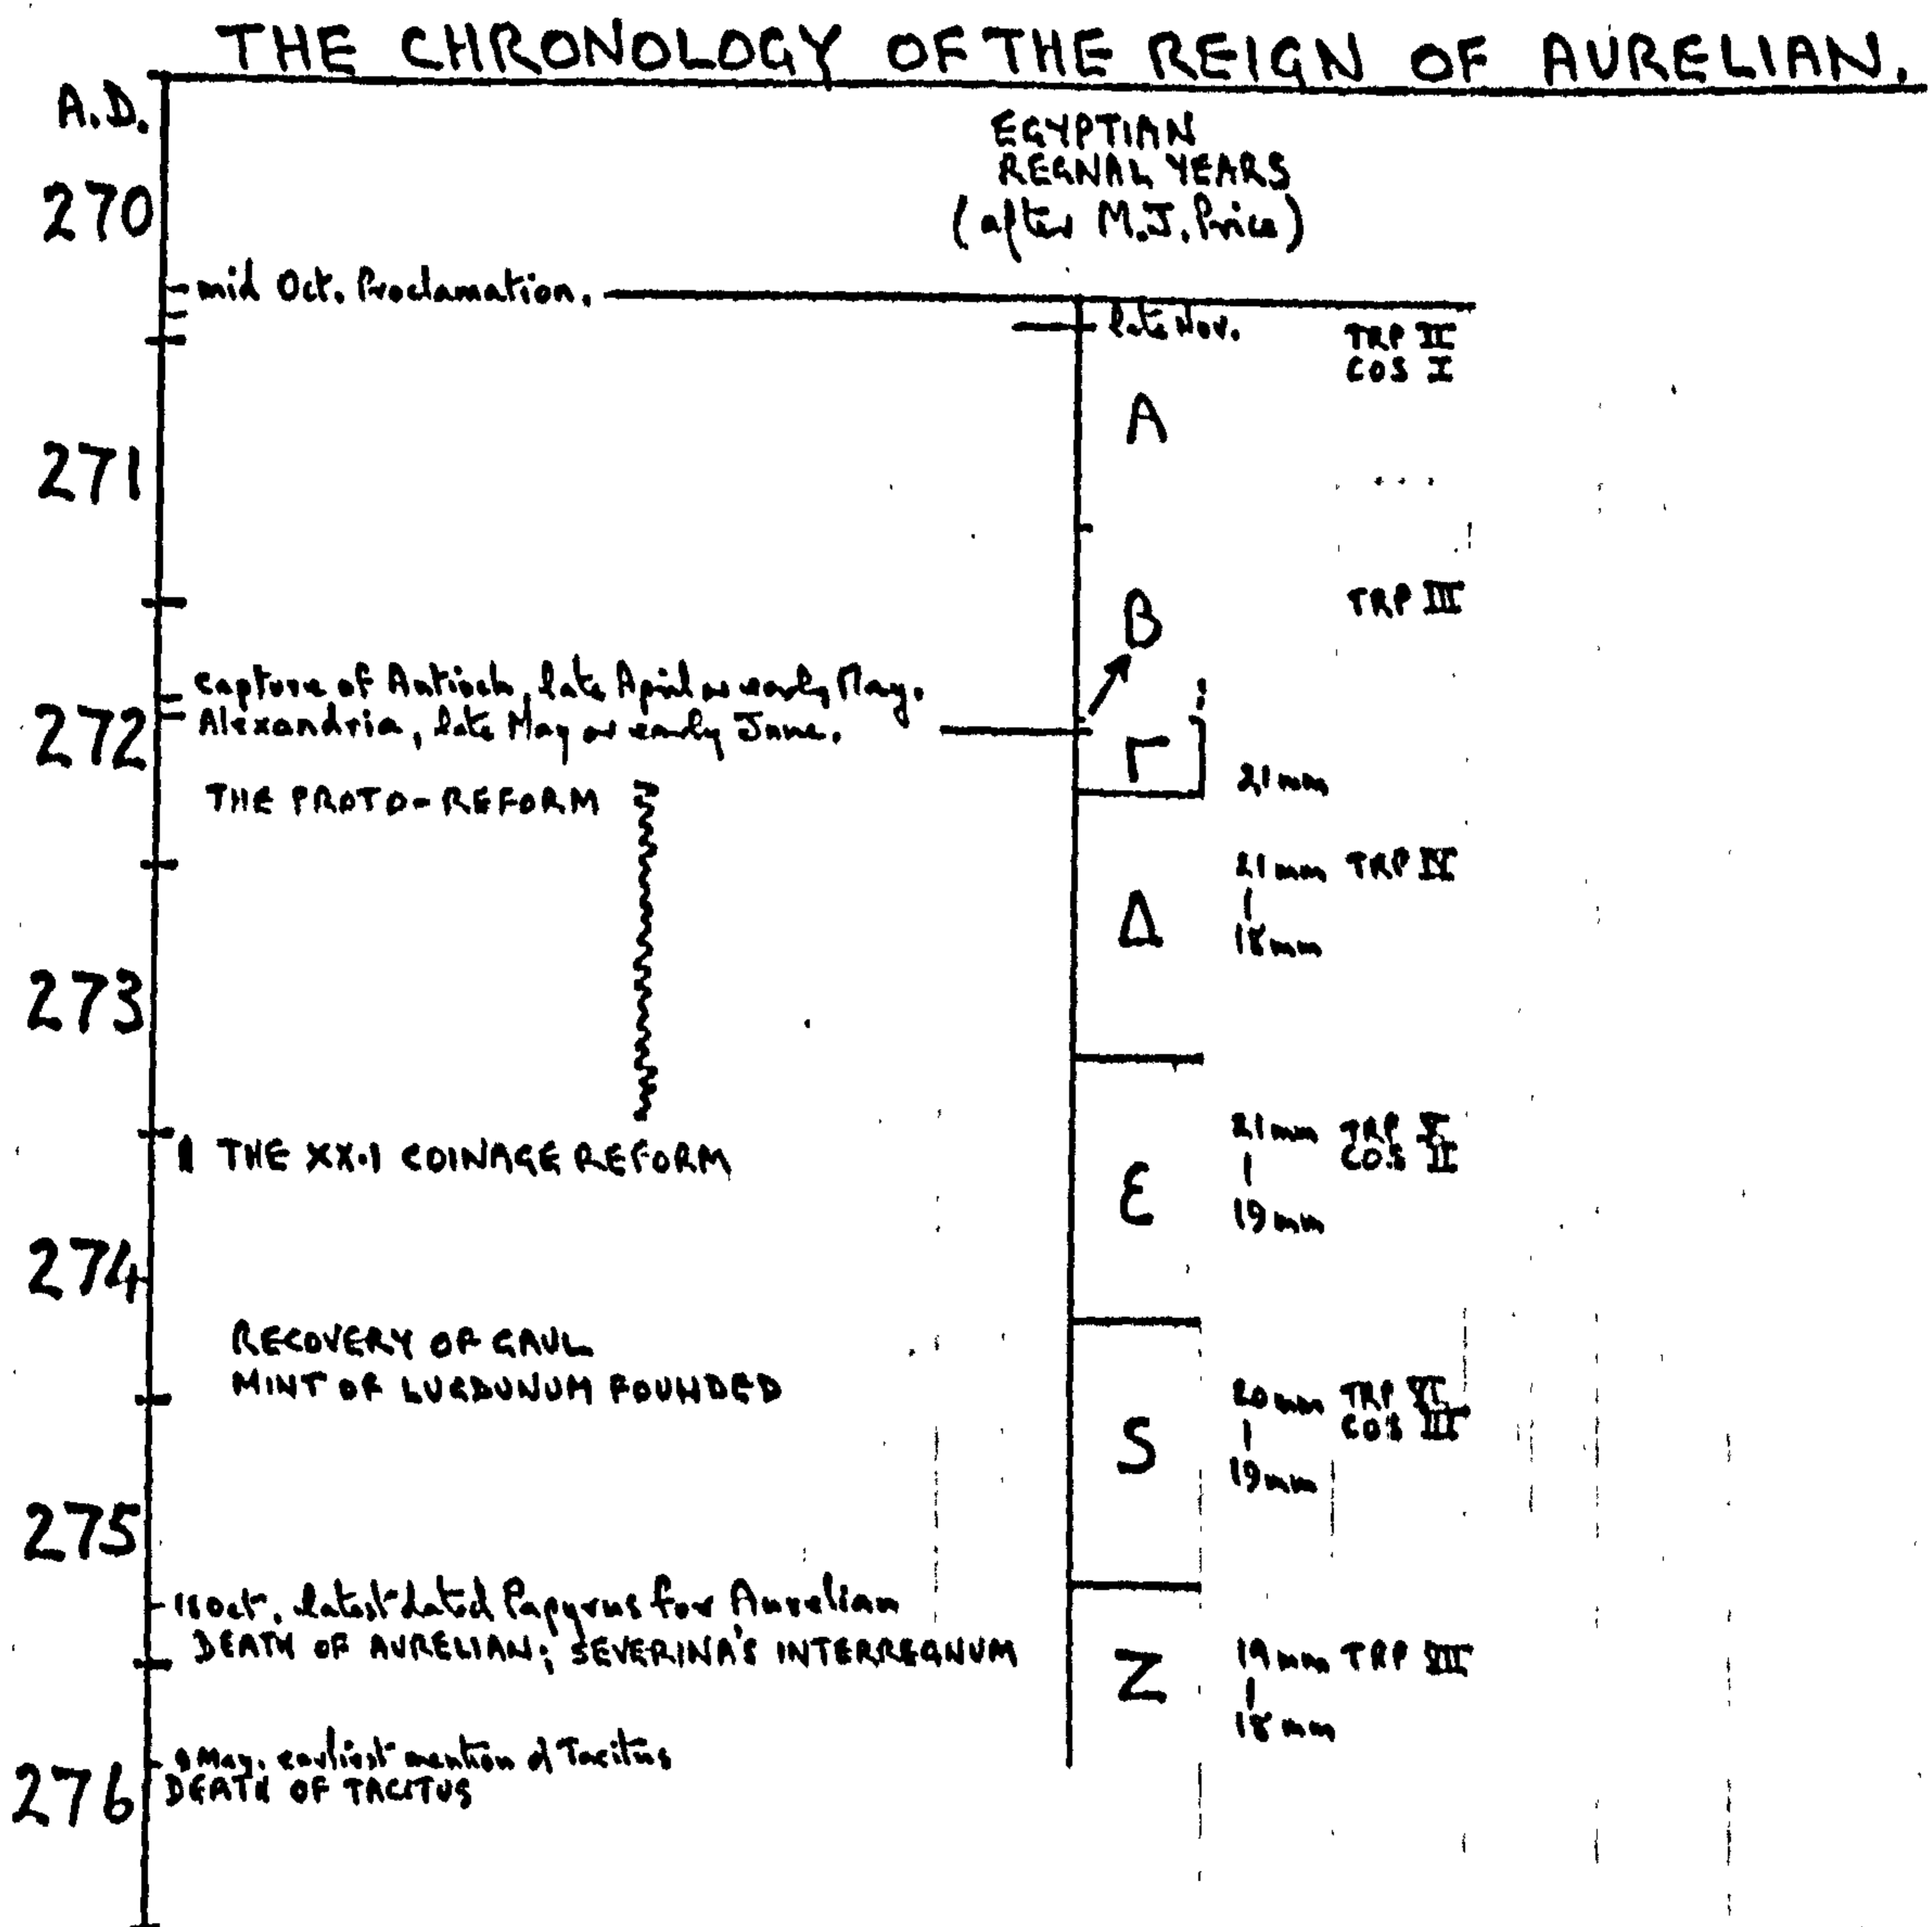 THE CHRONOLOGY OF THE REIGN OF AURELIAN.
A.D.
EGYPTIAN
REGNAL YEARS
(after M.J. Price)
270
mid Oct. Proclamation.
late Nov.
TRP II
COS I
A
271
B
TRP III
Capture of Antioch, late April or early May.
Alexandria, late May or early June.
272
Γ
21mm
THE PROTO-REFORM
21mm TRP IV
18mm
Δ
273
21mm TRP V
COS II
19mm
THE XX.I COINAGE REFORM
Ɛ
274
RECOVERY OF GAUL
MINT OF LUGDUNUM FOUNDED
20mm TRP VI
COS III
19mm
S
275
Oct. latest dated Papyrus for Aurelian
DEATH OF AURELIAN; SEVERINA'S INTERREGNUM
Z
19mm TRP VII
18mm
May. earliest mention of Tacitus
DEATH OF TACITUS
276